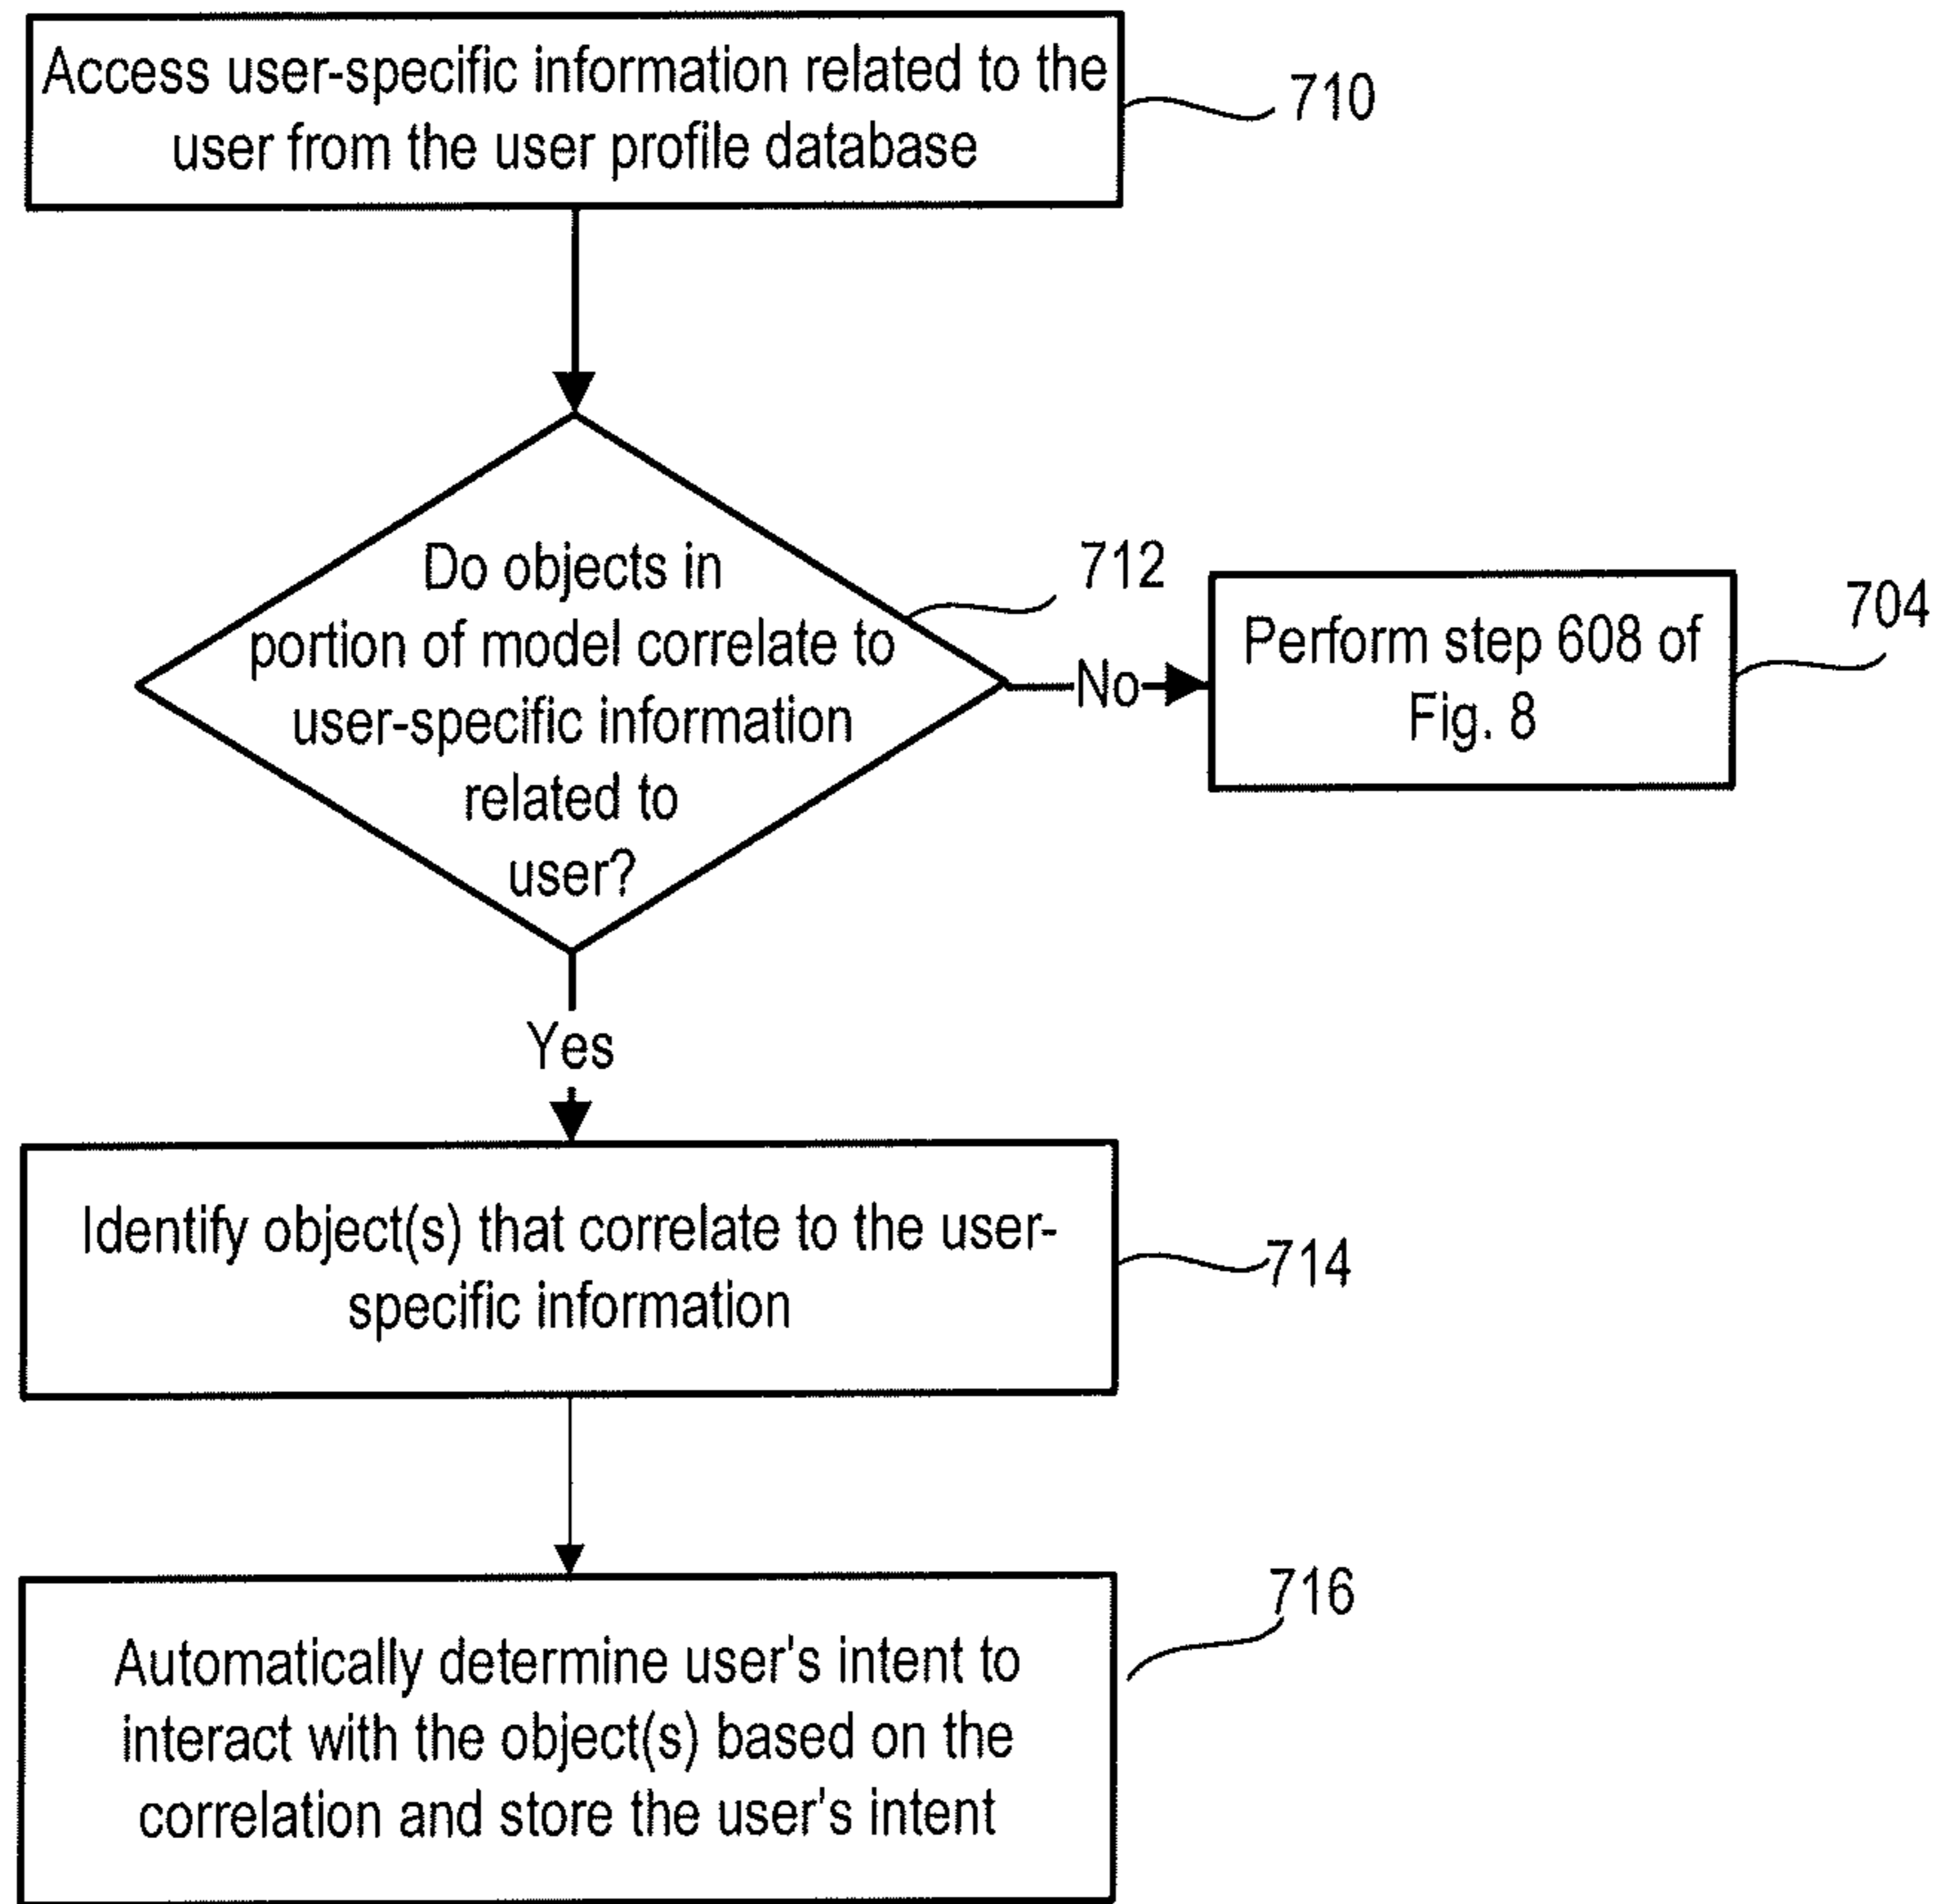 Access user-specific information related to the
user from the user profile database
710
Do objects in
portion of model correlate to
user-specific information
related to
user?
712
No
Perform step 608 of
Fig. 8
704
Yes
Identify object(s) that correlate to the user-
specific information
714
Automatically determine user's intent to
interact with the object(s) based on the
correlation and store the user's intent
716